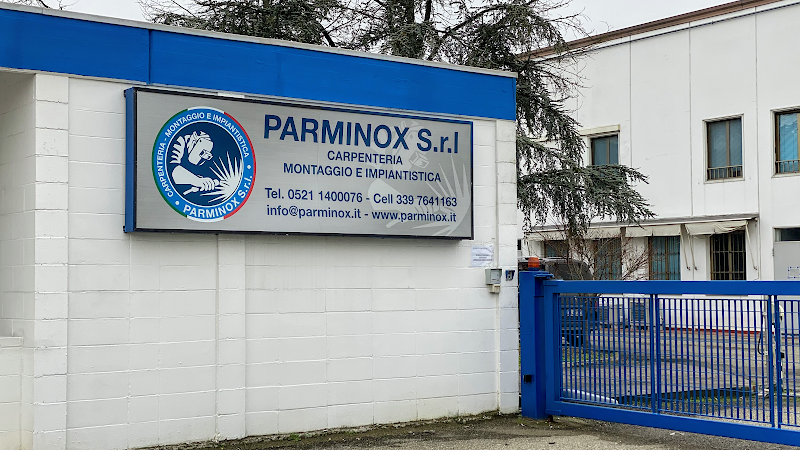 CARPENTERIA - MONTAGGIO E IMPIANTISTICA
• PARMINOX S.r.l. •
PARMINOX S.r.l
CARPENTERIA
MONTAGGIO E IMPIANTISTICA
Tel. 0521 1400076 - Cell 339 7641163
info@parminox.it - www.parminox.it